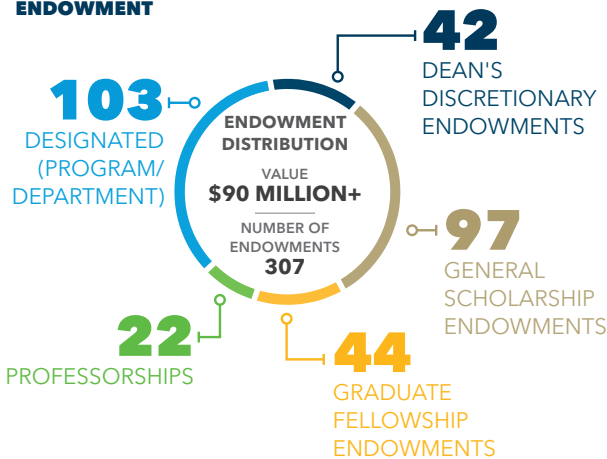 ENDOWMENT
42
DEAN'S
DISCRETIONARY
ENDOWMENTS
103
DESIGNATED
(PROGRAM/
DEPARTMENT)
ENDOWMENT
DISTRIBUTION
VALUE
$90 MILLION+
NUMBER OF
ENDOWMENTS
307
97
GENERAL
SCHOLARSHIP
ENDOWMENTS
22
PROFESSORSHIPS
44
GRADUATE
FELLOWSHIP
ENDOWMENTS